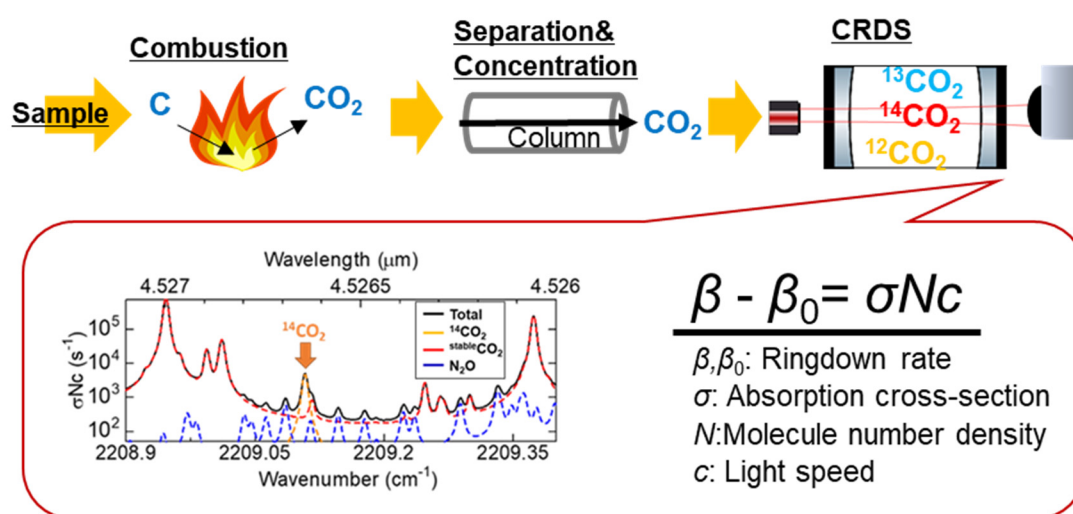 Sample
Combustion
C
CO₂
Separation&
Concentration
Column
CO₂
CRDS
¹³CO₂
¹⁴CO₂
¹²CO₂
Wavelength (μm)
4.527 4.5265 4.526
σNc (s⁻¹)
10⁵
10⁴
10³
10²
¹⁴CO₂
Total
¹⁴CO₂
ˢᵗᵃᵇˡᵉCO₂
N₂O
2208.9 2209.05 2209.2 2209.35
Wavenumber (cm⁻¹)
β - β₀= σNc
β,β₀: Ringdown rate
σ: Absorption cross-section
N:Molecule number density
c: Light speed